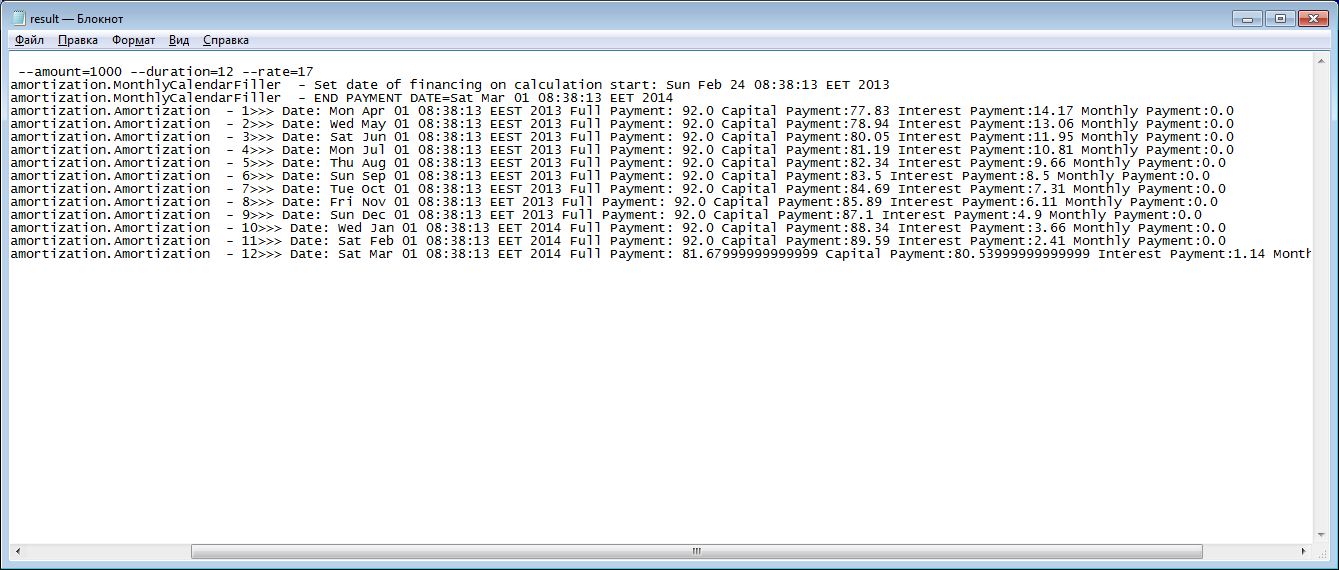 result — Блокнот
Файл Правка Формат Вид Справка
--amount=1000 --duration=12 --rate=17
amortization.MonthlyCalendarFiller  - Set date of financing on calculation start: Sun Feb 24 08:38:13 EET 2013
amortization.MonthlyCalendarFiller  - END PAYMENT DATE=Sat Mar 01 08:38:13 EET 2014
amortization.Amortization  - 1>>> Date: Mon Apr 01 08:38:13 EEST 2013 Full Payment: 92.0 Capital Payment:77.83 Interest Payment:14.17 Monthly Payment:0.0
amortization.Amortization  - 2>>> Date: Wed May 01 08:38:13 EEST 2013 Full Payment: 92.0 Capital Payment:78.94 Interest Payment:13.06 Monthly Payment:0.0
amortization.Amortization  - 3>>> Date: Sat Jun 01 08:38:13 EEST 2013 Full Payment: 92.0 Capital Payment:80.05 Interest Payment:11.95 Monthly Payment:0.0
amortization.Amortization  - 4>>> Date: Mon Jul 01 08:38:13 EEST 2013 Full Payment: 92.0 Capital Payment:81.19 Interest Payment:10.81 Monthly Payment:0.0
amortization.Amortization  - 5>>> Date: Thu Aug 01 08:38:13 EEST 2013 Full Payment: 92.0 Capital Payment:82.34 Interest Payment:9.66 Monthly Payment:0.0
amortization.Amortization  - 6>>> Date: Sun Sep 01 08:38:13 EEST 2013 Full Payment: 92.0 Capital Payment:83.5 Interest Payment:8.5 Monthly Payment:0.0
amortization.Amortization  - 7>>> Date: Tue Oct 01 08:38:13 EEST 2013 Full Payment: 92.0 Capital Payment:84.69 Interest Payment:7.31 Monthly Payment:0.0
amortization.Amortization  - 8>>> Date: Fri Nov 01 08:38:13 EET 2013 Full Payment: 92.0 Capital Payment:85.89 Interest Payment:6.11 Monthly Payment:0.0
amortization.Amortization  - 9>>> Date: Sun Dec 01 08:38:13 EET 2013 Full Payment: 92.0 Capital Payment:87.1 Interest Payment:4.9 Monthly Payment:0.0
amortization.Amortization  - 10>>> Date: Wed Jan 01 08:38:13 EET 2014 Full Payment: 92.0 Capital Payment:88.34 Interest Payment:3.66 Monthly Payment:0.0
amortization.Amortization  - 11>>> Date: Sat Feb 01 08:38:13 EET 2014 Full Payment: 92.0 Capital Payment:89.59 Interest Payment:2.41 Monthly Payment:0.0
amortization.Amortization  - 12>>> Date: Sat Mar 01 08:38:13 EET 2014 Full Payment: 81.67999999999999 Capital Payment:80.53999999999999 Interest Payment:1.14 Month